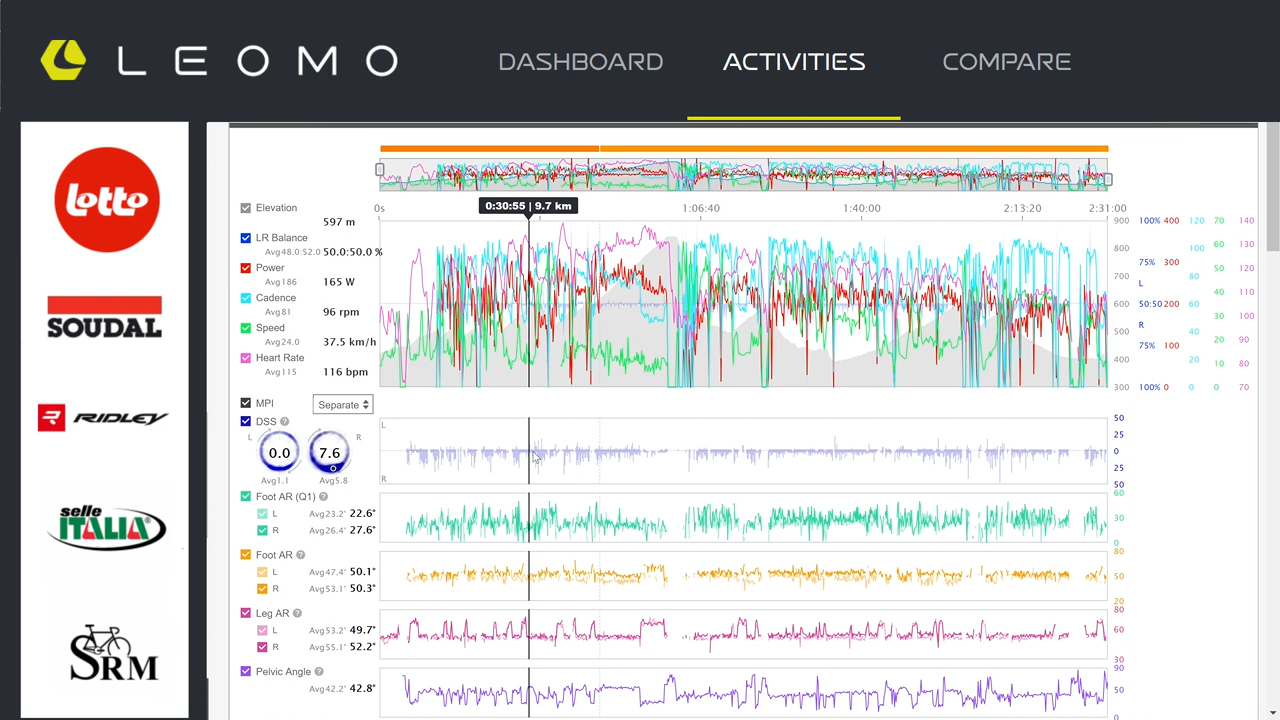 LEOMO
DASHBOARD
ACTIVITIES
COMPARE
Lotto
SOUDAL
RIDLEY
selle
ITALIA®
SRM
0s
0:30:55 | 9.7 km
1:06:40
1:40:00
2:13:20
2:31:00
Elevation
597 m
LR Balance
Avg48.0:52.0 50.0:50.0 %
Power
Avg186 165 W
Cadence
Avg81 96 rpm
Speed
Avg24.0 37.5 km/h
Heart Rate
Avg115 116 bpm
900 100% 400 120 70 140
800 100 60 130
700 75% 300 80 50 120
L 40 110
600 50:50 200 60 30 100
500 R 40 20 90
400 75% 100 20 10 80
300 100% 0 0 0 70
MPI Separate
DSS ?
L 0.0 7.6 R
Avg1.1 Avg5.8
L
R
50
25
0
25
50
Foot AR (Q1) ?
L Avg23.2° 22.6°
R Avg26.4° 27.6°
60
30
0
Foot AR ?
L Avg47.4° 50.1°
R Avg53.1° 50.3°
80
50
20
Leg AR ?
L Avg53.2° 49.7°
R Avg55.1° 52.2°
80
60
30
Pelvic Angle ?
Avg42.2° 42.8°
90
50
0